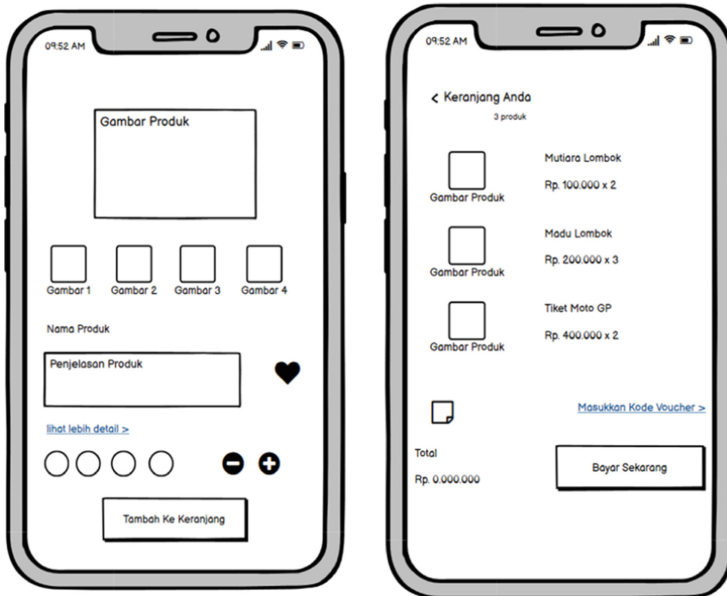 09:52 AM
Gambar Produk
Gambar 1
Gambar 2
Gambar 3
Gambar 4
Nama Produk
Penjelasan Produk
lihat lebih detail >
Tambah Ke Keranjang
09:52 AM
< Keranjang Anda
3 produk
Gambar Produk
Mutiara Lombok
Rp. 100.000 x 2
Gambar Produk
Madu Lombok
Rp. 200.000 x 3
Gambar Produk
Tiket Moto GP
Rp. 400.000 x 2
Masukkan Kode Voucher >
Total
Rp. 0.000.000
Bayar Sekarang